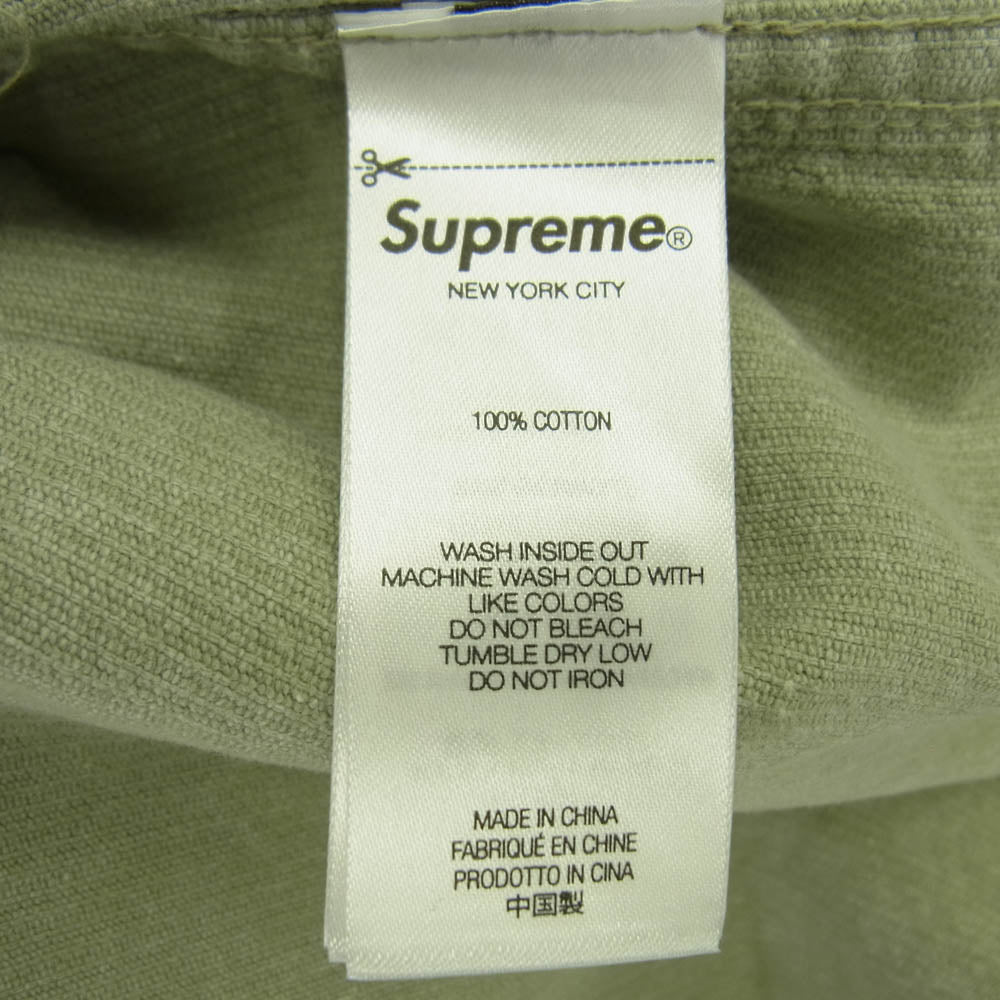 Supreme®
NEW YORK CITY
100% COTTON
WASH INSIDE OUT
MACHINE WASH COLD WITH
LIKE COLORS
DO NOT BLEACH
TUMBLE DRY LOW
DO NOT IRON
MADE IN CHINA
FABRIQUÉ EN CHINE
PRODOTTO IN CINA
中国製